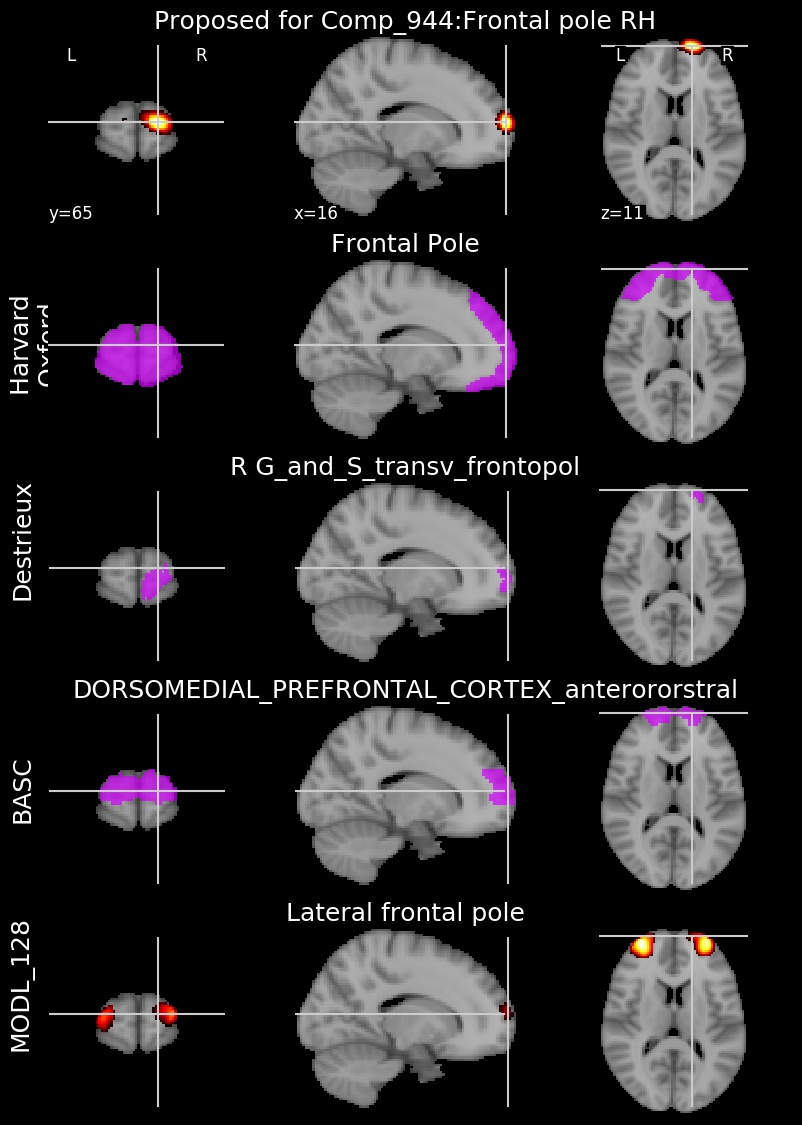 Proposed for Comp_944:Frontal pole RH
L R L R
y=65 x=16 z=11
Frontal Pole
Harvard
Oxford
R G_and_S_transv_frontopol
Destrieux
DORSOMEDIAL_PREFRONTAL_CORTEX_anterororstral
BASC
Lateral frontal pole
MODL_128